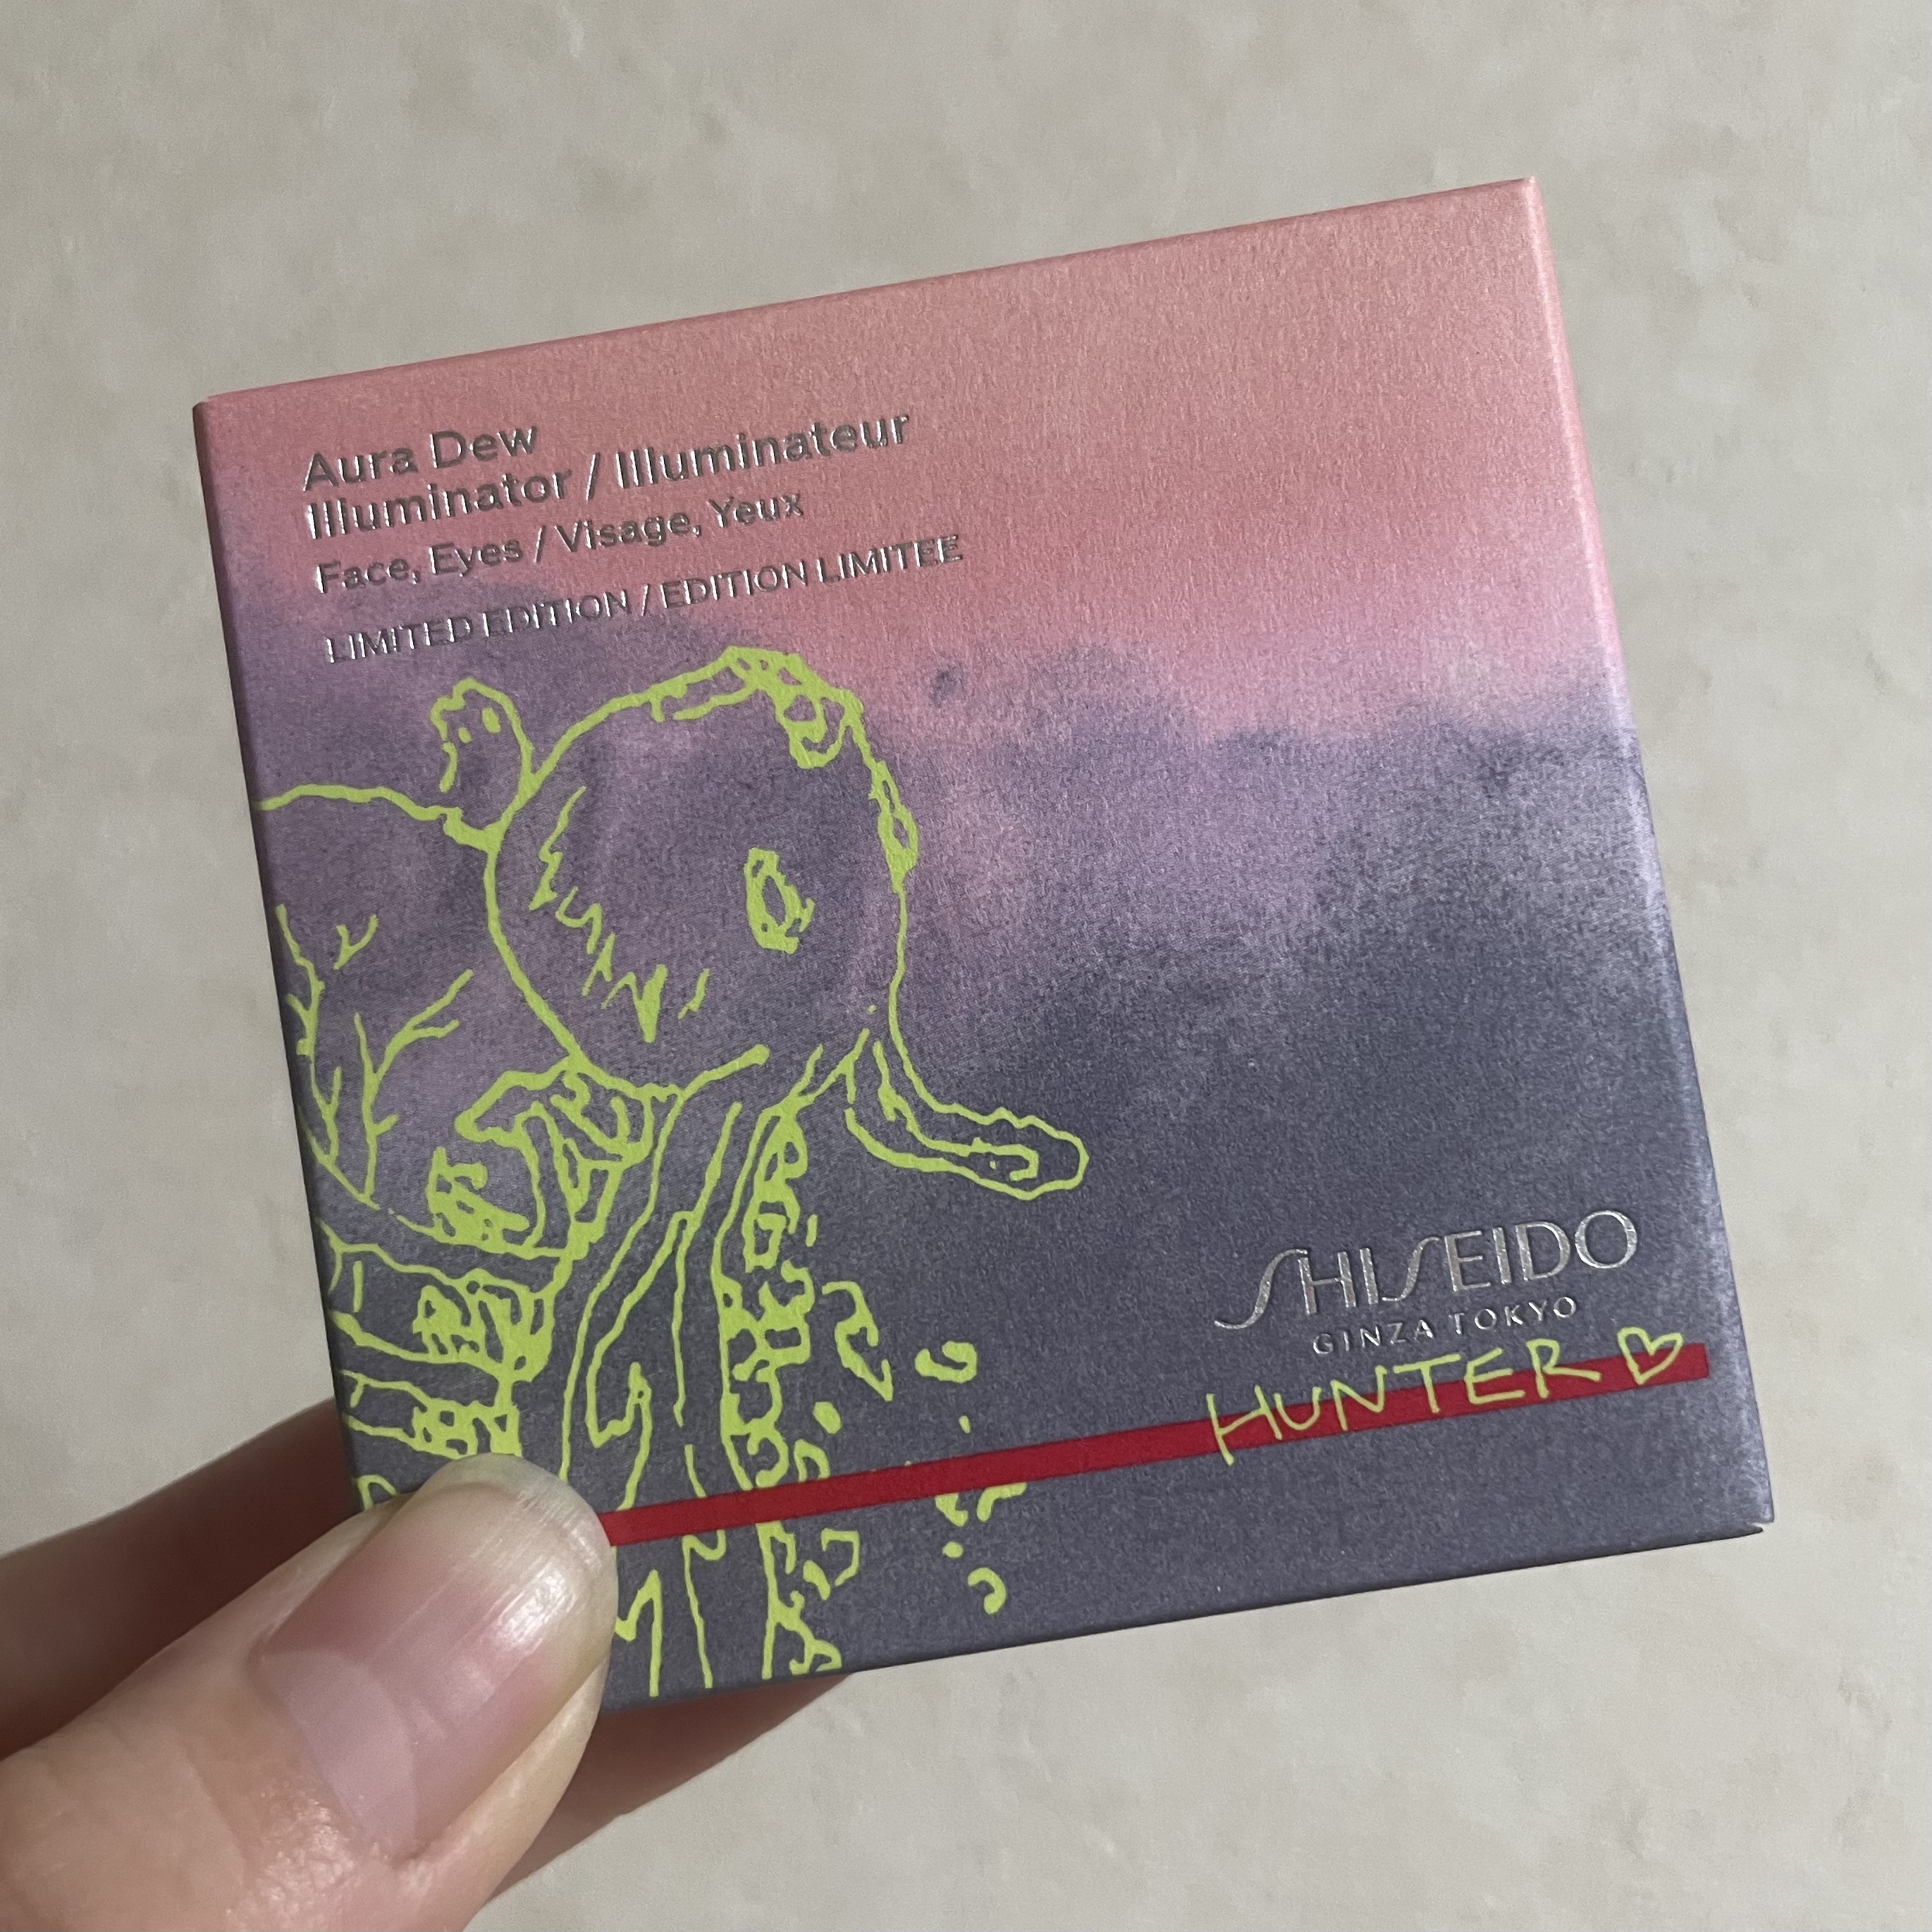 Aura Dew
Illuminator / Illuminateur
Face, Eyes / Visage, Yeux
LIMITED EDITION / EDITION LIMITEE
SHISEIDO
GINZA TOKYO
HUNTER